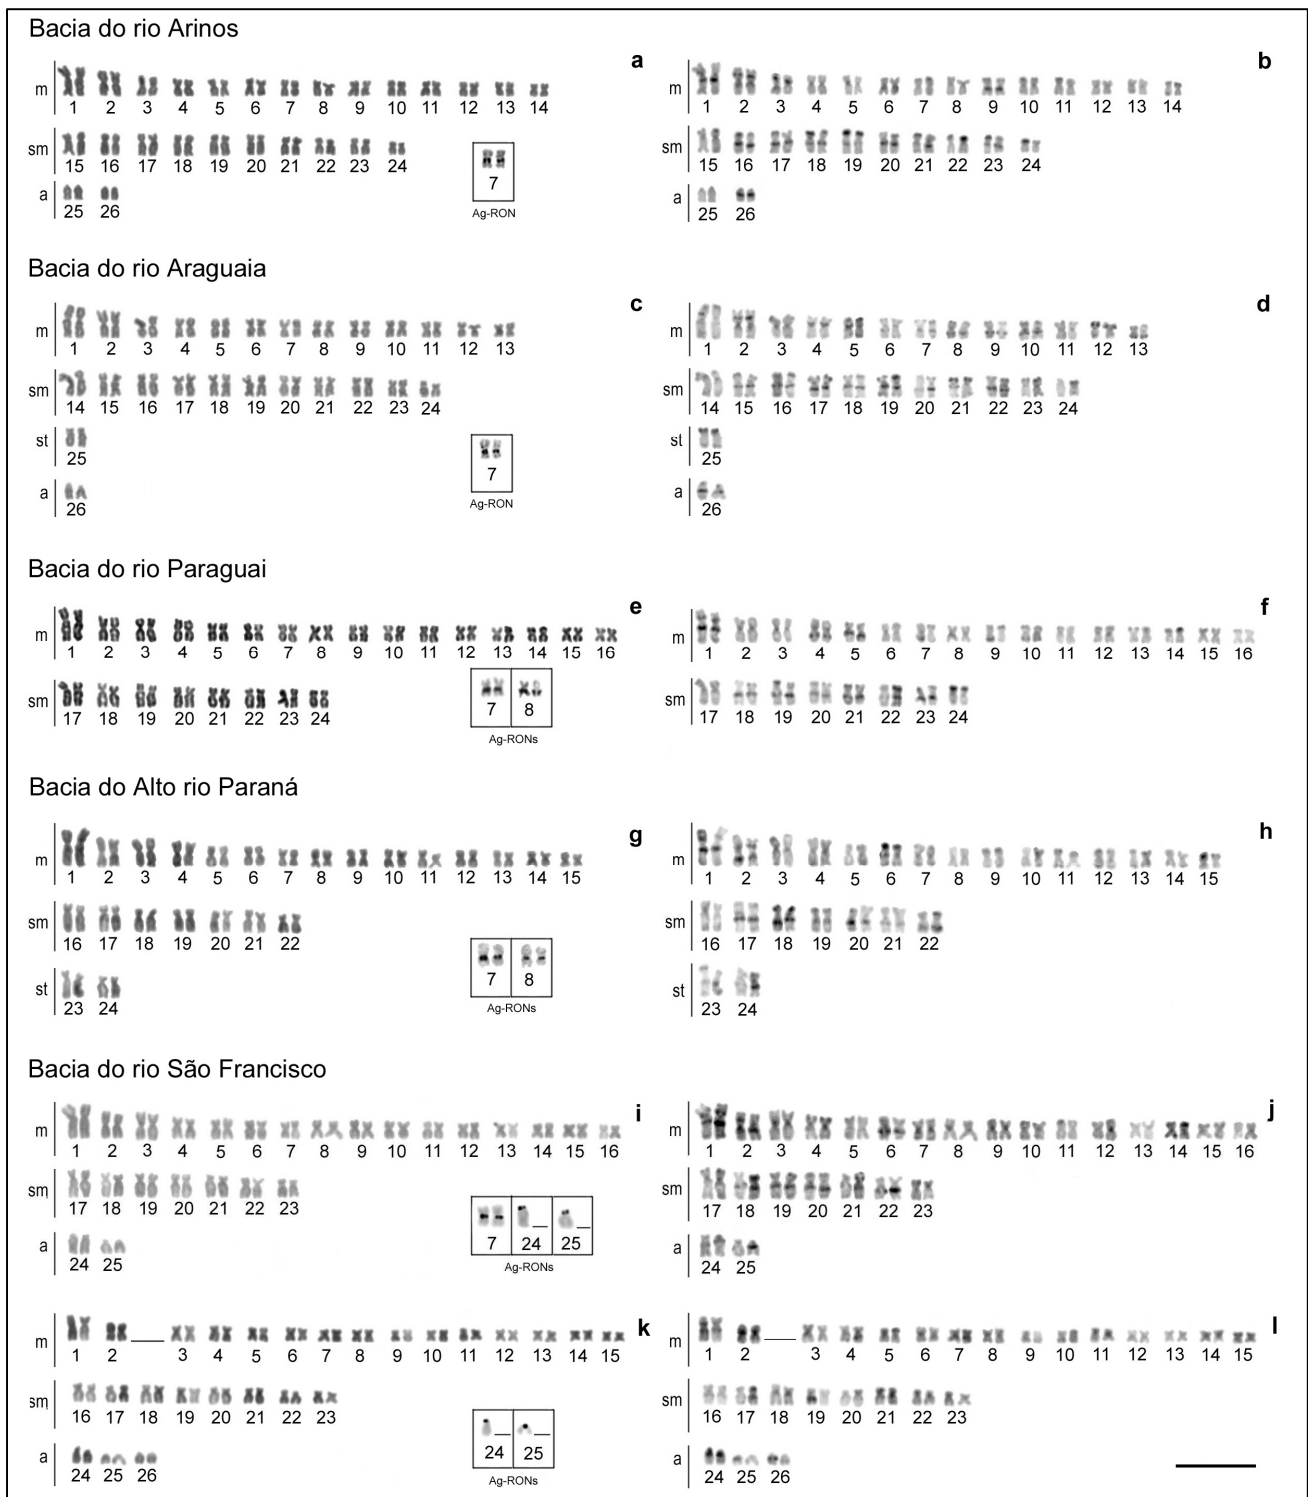 Bacia do rio Arinos
a b
m 1 2 3 4 5 6 7 8 9 10 11 12 13 14
m 1 2 3 4 5 6 7 8 9 10 11 12 13 14
sm 15 16 17 18 19 20 21 22 23 24
sm 15 16 17 18 19 20 21 22 23 24
7
Ag-RON
a 25 26
a 25 26
Bacia do rio Araguaia
c d
m 1 2 3 4 5 6 7 8 9 10 11 12 13
m 1 2 3 4 5 6 7 8 9 10 11 12 13
sm 14 15 16 17 18 19 20 21 22 23 24
sm 14 15 16 17 18 19 20 21 22 23 24
st 25
st 25
7
Ag-RON
a 26
a 26
Bacia do rio Paraguai
e f
m 1 2 3 4 5 6 7 8 9 10 11 12 13 14 15 16
m 1 2 3 4 5 6 7 8 9 10 11 12 13 14 15 16
sm 17 18 19 20 21 22 23 24
7 8
Ag-RONs
sm 17 18 19 20 21 22 23 24
Bacia do Alto rio Paraná
g h
m 1 2 3 4 5 6 7 8 9 10 11 12 13 14 15
m 1 2 3 4 5 6 7 8 9 10 11 12 13 14 15
sm 16 17 18 19 20 21 22
sm 16 17 18 19 20 21 22
7 8
Ag-RONs
st 23 24
st 23 24
Bacia do rio São Francisco
i j
m 1 2 3 4 5 6 7 8 9 10 11 12 13 14 15 16
m 1 2 3 4 5 6 7 8 9 10 11 12 13 14 15 16
sm 17 18 19 20 21 22 23
sm 17 18 19 20 21 22 23
7 24 25
Ag-RONs
a 24 25
a 24 25
k l
m 1 2 3 4 5 6 7 8 9 10 11 12 13 14 15
m 1 2 3 4 5 6 7 8 9 10 11 12 13 14 15
sm 16 17 18 19 20 21 22 23
sm 16 17 18 19 20 21 22 23
24 25
Ag-RONs
a 24 25 26
a 24 25 26